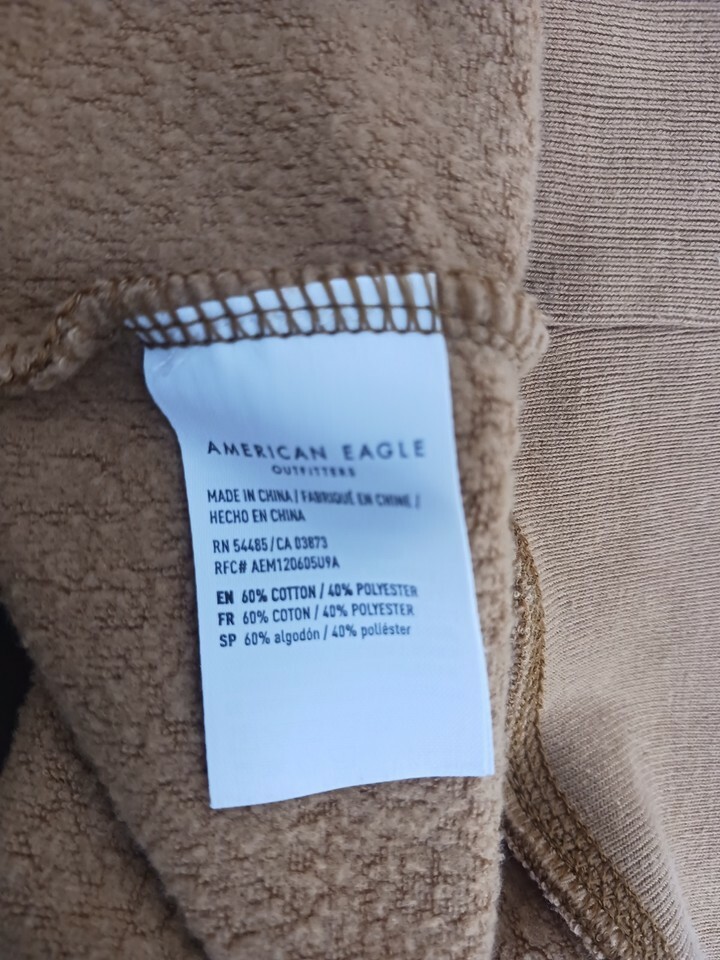 AMERICAN EAGLE
OUTFITTERS
MADE IN CHINA / FABRIQUÉ EN CHINE /
HECHO EN CHINA
RN 54485 / CA 03873
RFC# AEM120605U9A
EN 60% COTTON / 40% POLYESTER
FR 60% COTON / 40% POLYESTER
SP 60% algodón / 40% poliéster